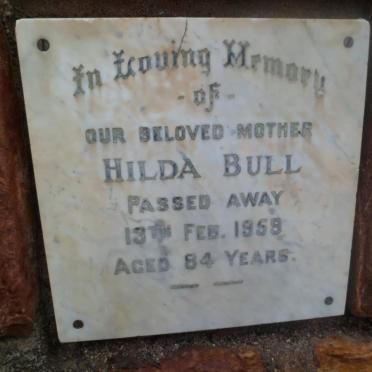 In Loving Memory
- of -
OUR BELOVED MOTHER
HILDA BULL
PASSED AWAY
13TH FEB. 1959
AGED 84 YEARS.